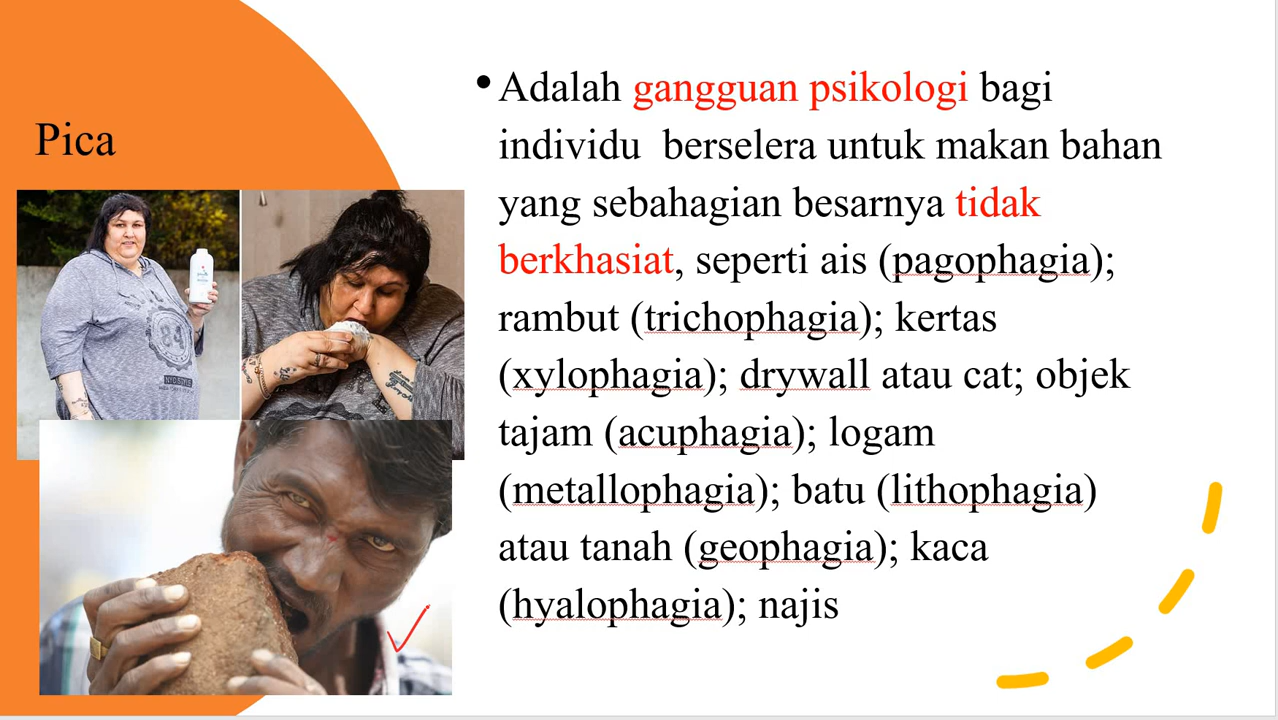 Pica
• Adalah gangguan psikologi bagi
individu  berselera untuk makan bahan
yang sebahagian besarnya tidak
berkhasiat, seperti ais (pagophagia);
rambut (trichophagia); kertas
(xylophagia); drywall atau cat; objek
tajam (acuphagia); logam
(metallophagia); batu (lithophagia)
atau tanah (geophagia); kaca
(hyalophagia); najis